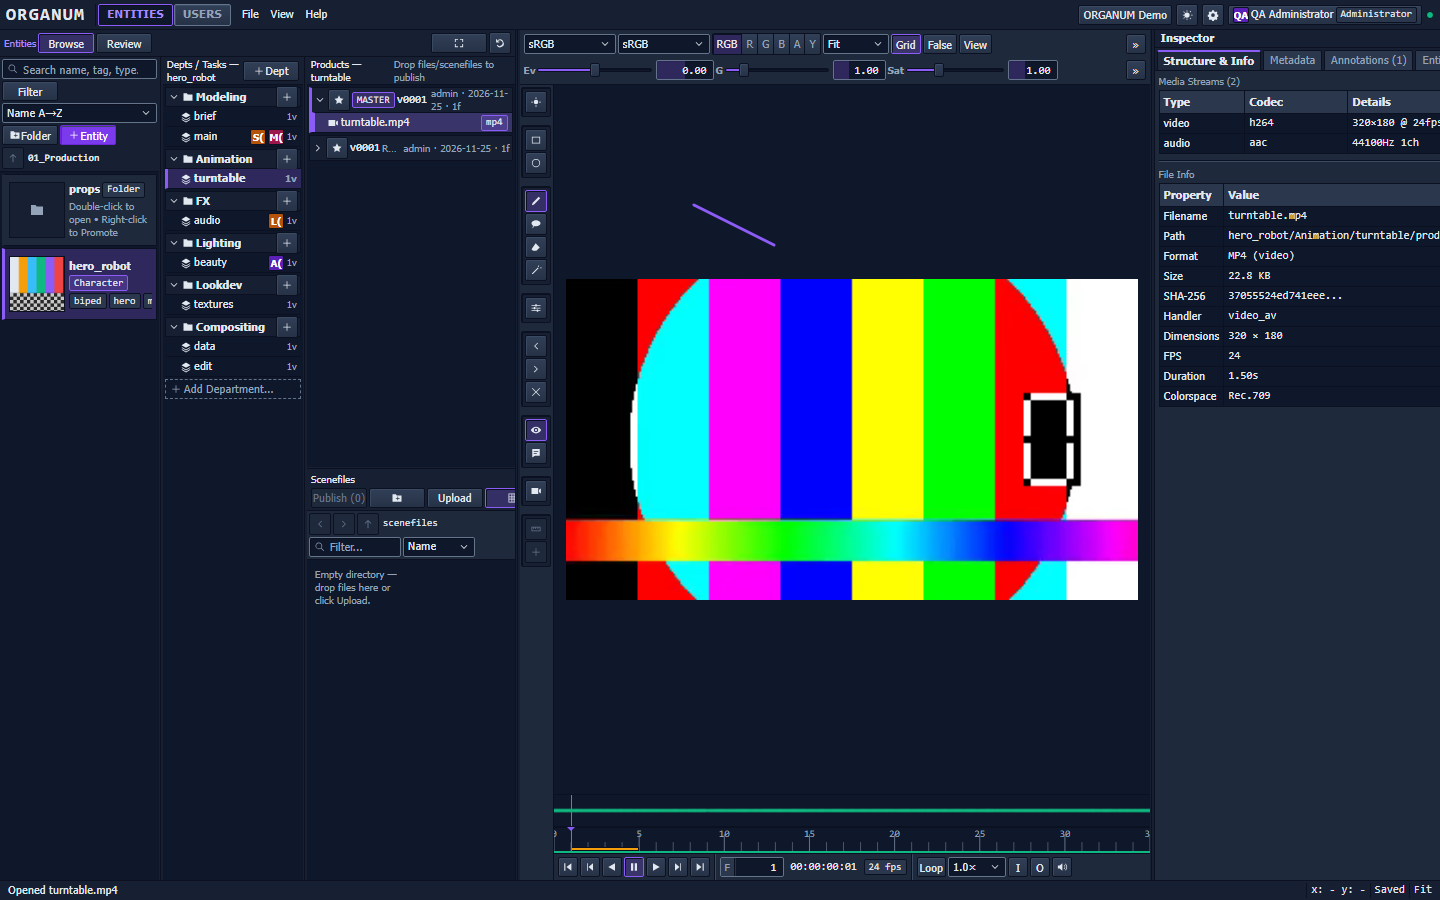 ORGANUM ENTITIES USERS File View Help ORGANUM Demo QA QA Administrator Administrator
Entities Browse Review
Search name, tag, type.
Filter
Name A→Z
Folder + Entity
01_Production
props Folder
Double-click to
open • Right-click
to Promote
hero_robot
Character
biped hero
Depts / Tasks —
hero_robot
+ Dept
Modeling
brief 1v
main S( M( 1v
Animation
turntable 1v
FX
audio L( 1v
Lighting
beauty A( 1v
Lookdev
textures 1v
Compositing
data 1v
edit 1v
+ Add Department...
Products —
turntable
Drop files/scenefiles to
publish
MASTER v0001 admin · 2026-11-
25 · 1f
turntable.mp4 mp4
v0001 R... admin · 2026-11-25 · 1f
Scenefiles
Publish (0) Upload
scenefiles
Filter... Name
Empty directory —
drop files here or
click Upload.
sRGB sRGB RGB R G B A Y Fit Grid False View »
Ev 0.00 G 1.00 Sat 1.00 »
5 10 15 20 25 30
F 1 00:00:00:01 24 fps Loop 1.0× I O
Inspector
Structure & Info Metadata Annotations (1) Enti
Media Streams (2)
Type Codec Details
video h264 320×180 @ 24fps
audio aac 44100Hz 1ch
File Info
Property Value
Filename turntable.mp4
Path hero_robot/Animation/turntable/prod
Format MP4 (video)
Size 22.8 KB
SHA-256 37055524ed741eee...
Handler video_av
Dimensions 320 × 180
FPS 24
Duration 1.50s
Colorspace Rec.709
Opened turntable.mp4 x: - y: - Saved Fit